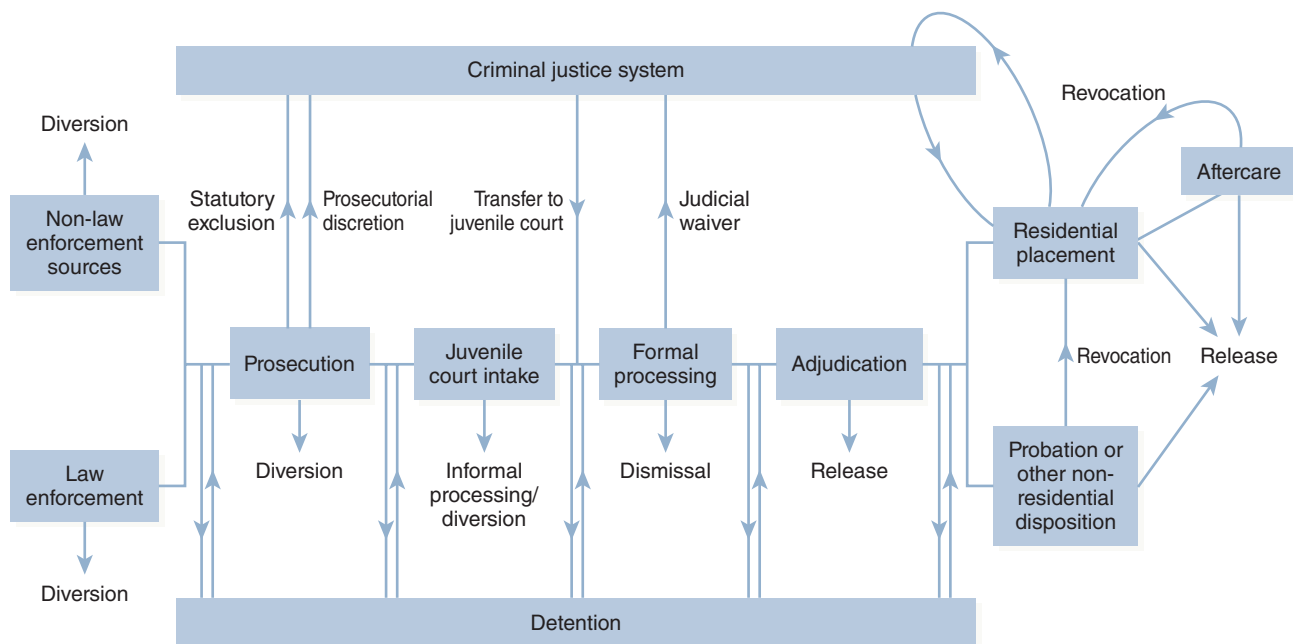 Criminal justice system
Revocation
Diversion
Aftercare
Statutory
exclusion
Prosecutorial
discretion
Transfer to
juvenile court
Judicial
waiver
Non-law
enforcement
sources
Residential
placement
Prosecution
Juvenile
court intake
Formal
processing
Adjudication
Revocation
Release
Law
enforcement
Diversion
Informal
processing/
diversion
Dismissal
Release
Probation or
other non-
residential
disposition
Diversion
Detention